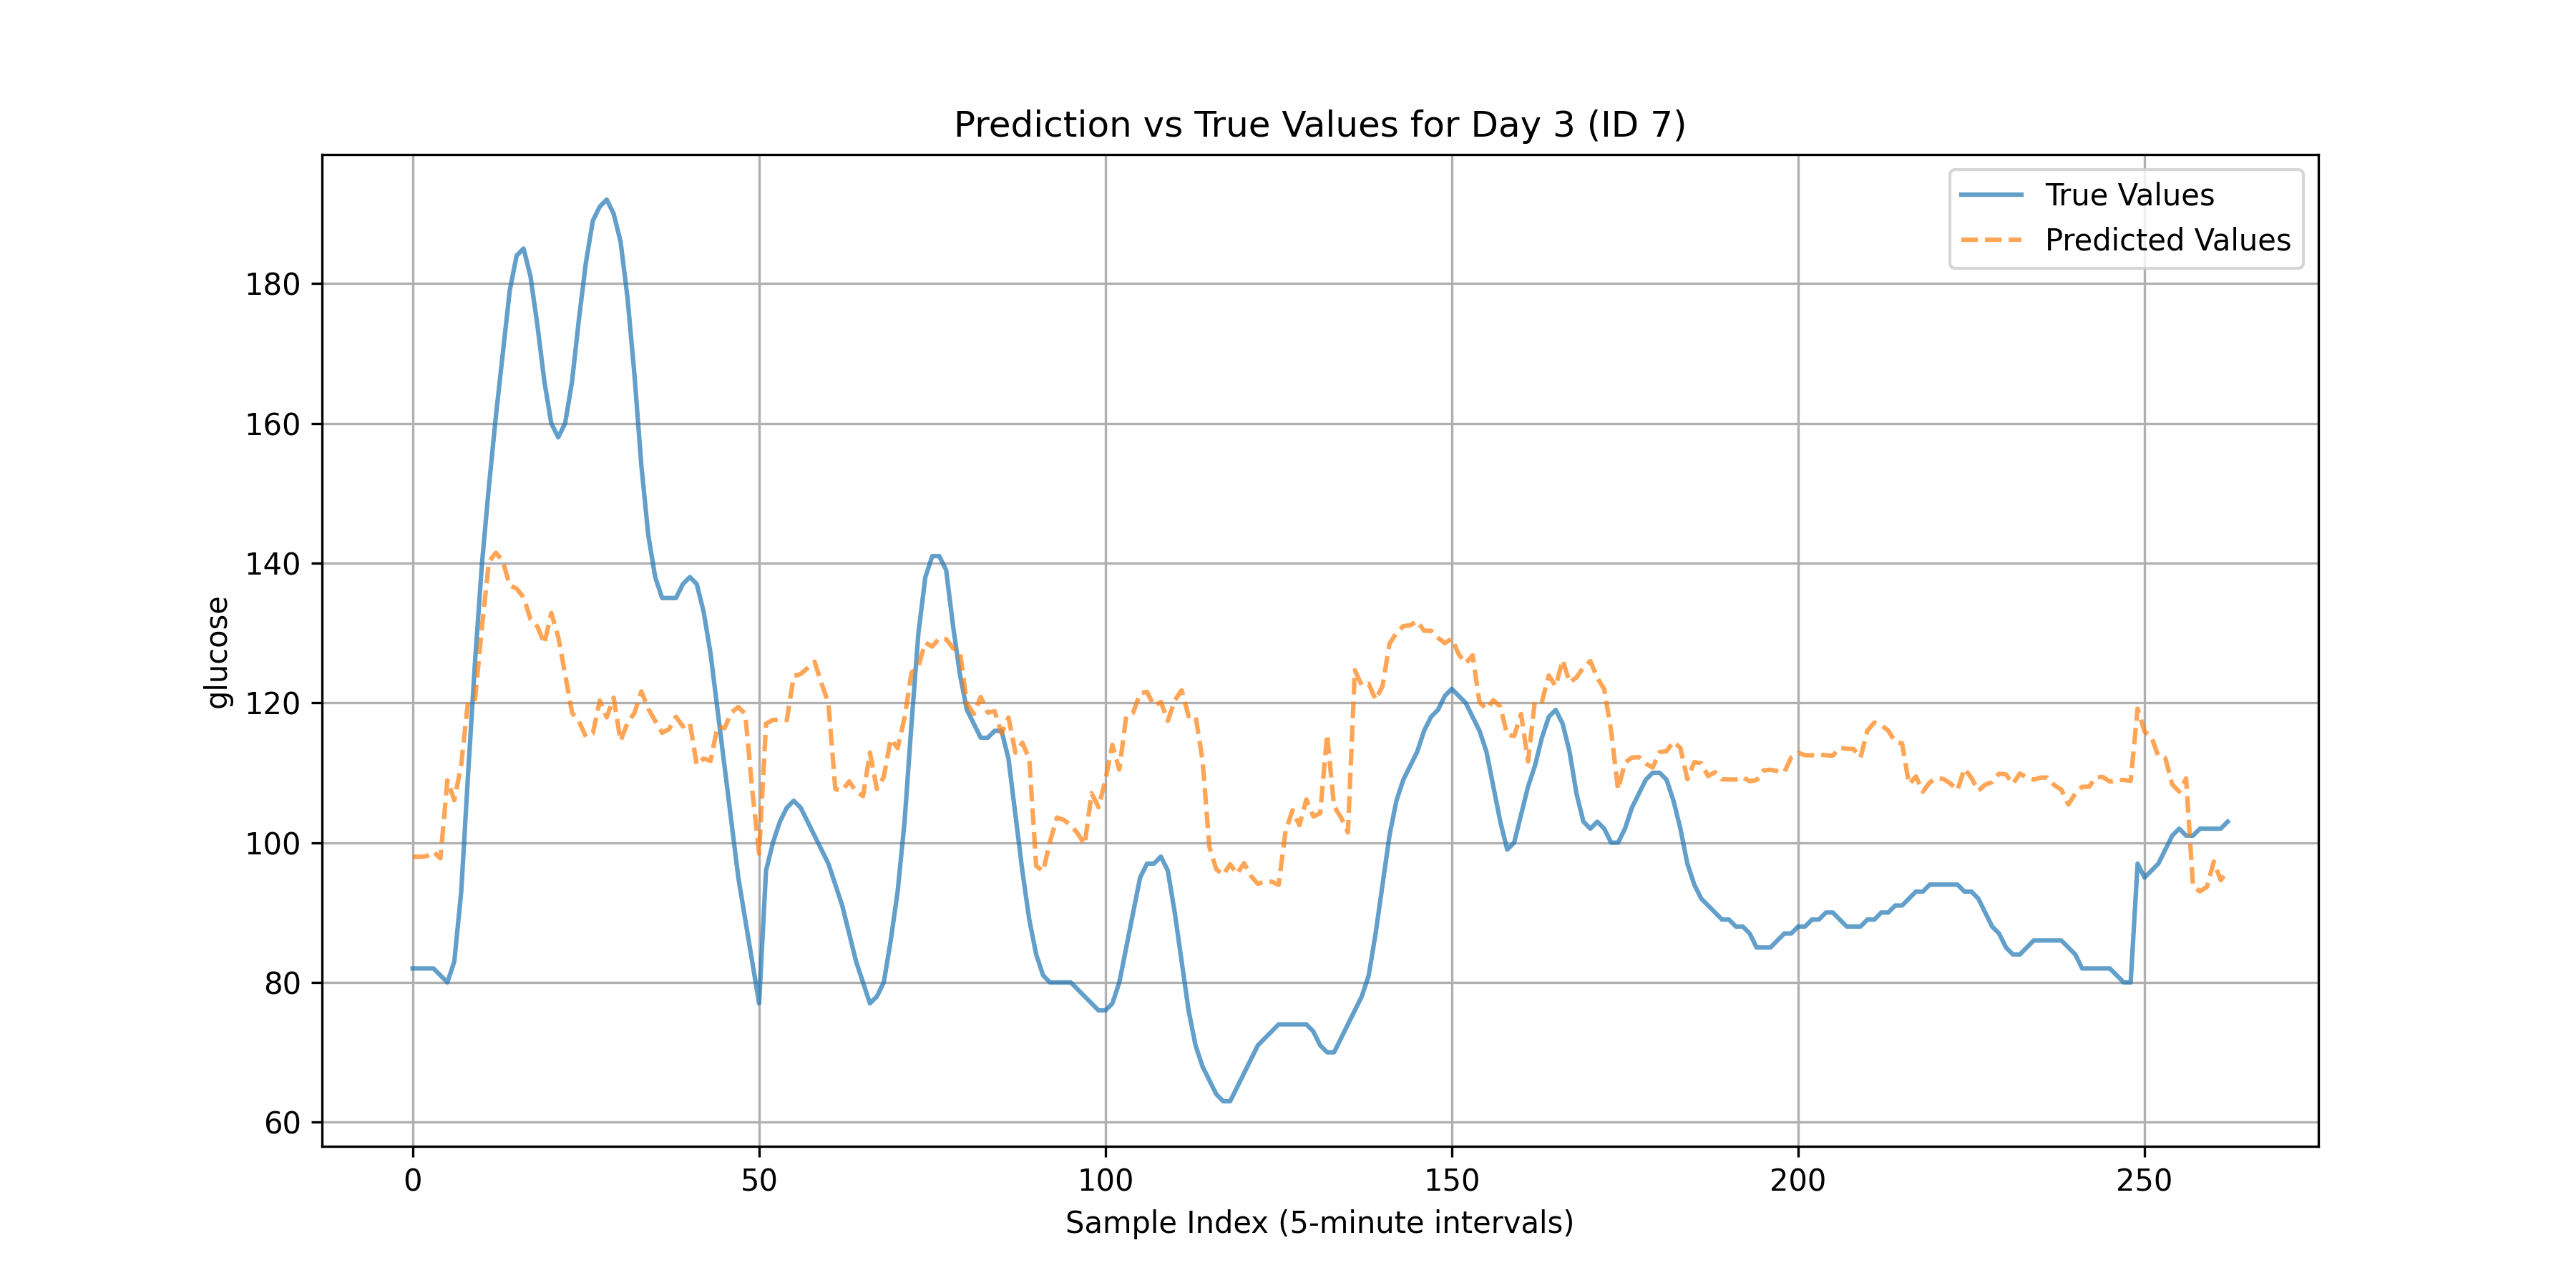 Prediction vs True Values for Day 3 (ID 7)
True Values
Predicted Values
glucose
180
160
140
120
100
80
60
0 50 100 150 200 250
Sample Index (5-minute intervals)